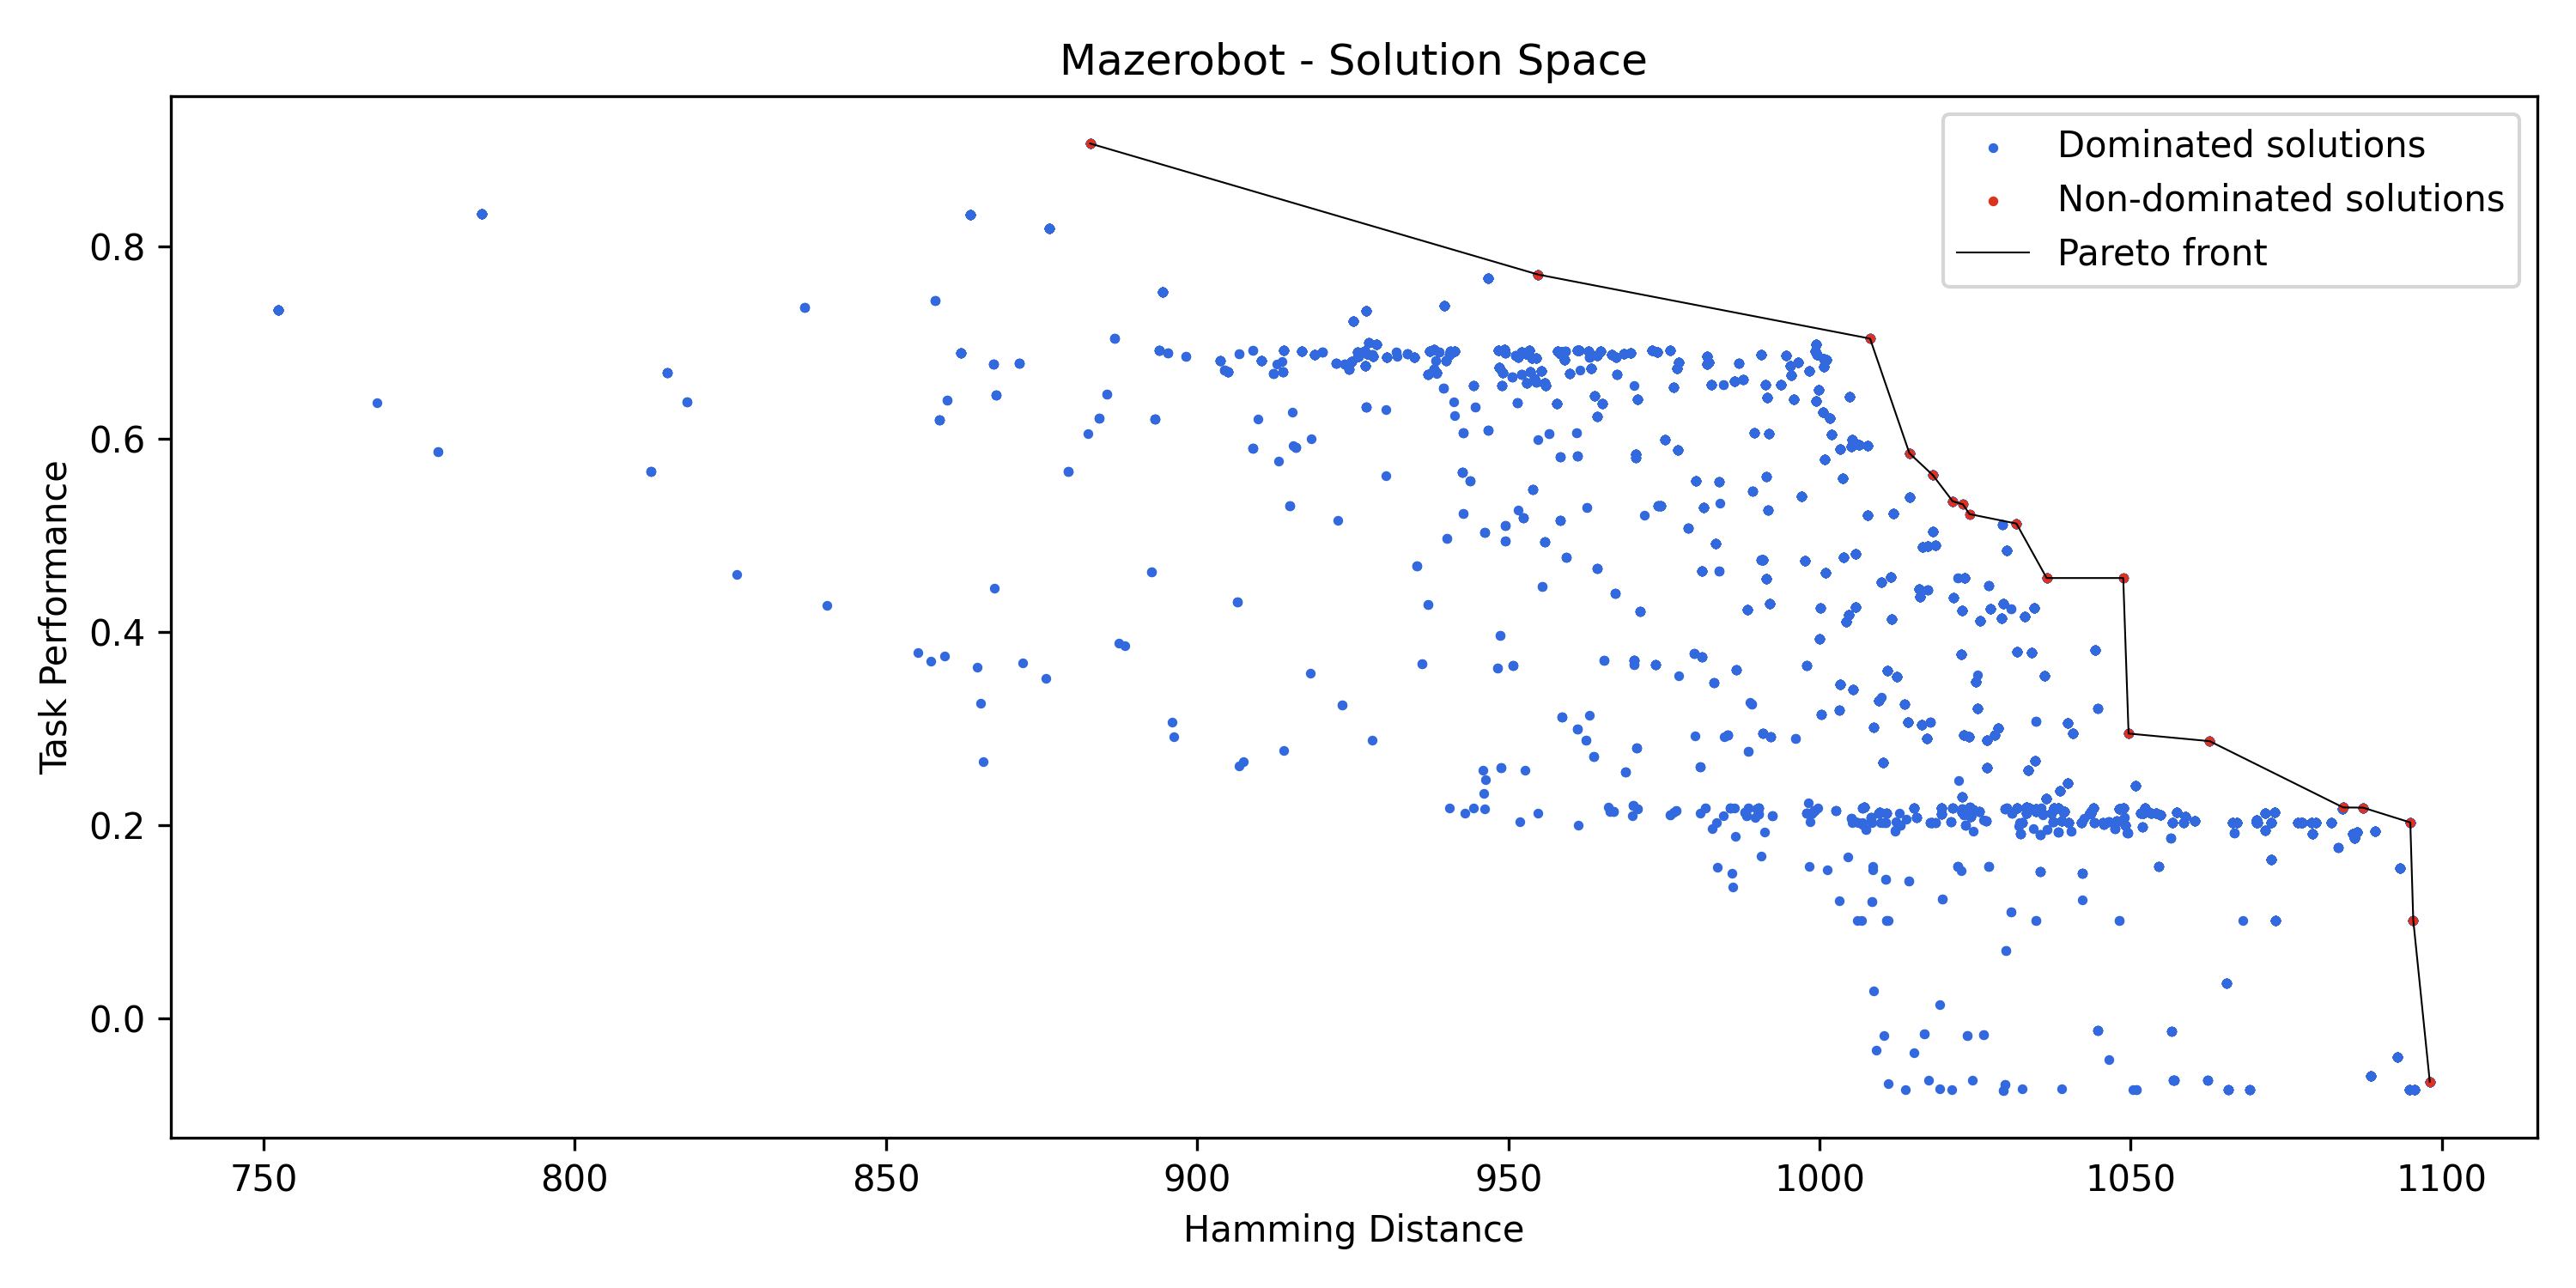 Mazerobot - Solution Space
Dominated solutions
Non-dominated solutions
Pareto front
Task Performance
0.8
0.6
0.4
0.2
0.0
750 800 850 900 950 1000 1050 1100
Hamming Distance